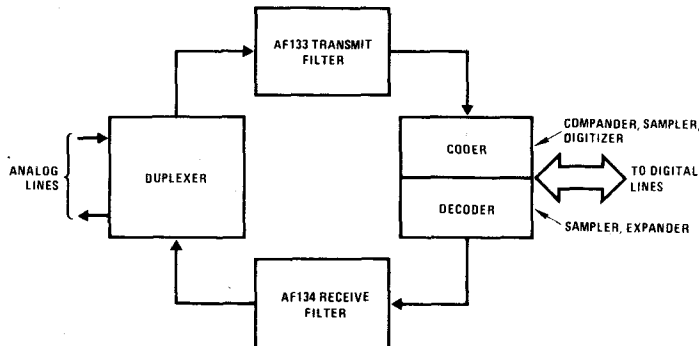 AF133 TRANSMIT
FILTER
ANALOG
LINES
DUPLEXER
CODER
DECODER
COMPANDER, SAMPLER,
DIGITIZER
TO DIGITAL
LINES
SAMPLER, EXPANDER
AF134 RECEIVE
FILTER